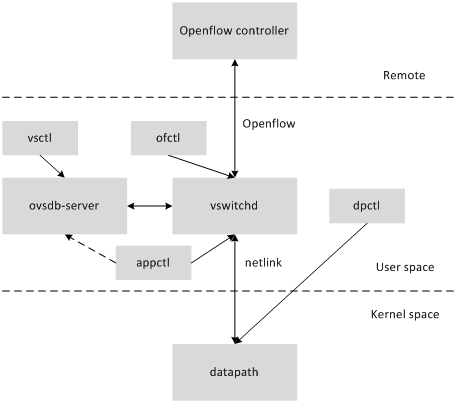 Openflow controller
Remote
Openflow
vsctl
ofctl
ovsdb-server
vswitchd
dpctl
appctl
netlink
User space
Kernel space
datapath